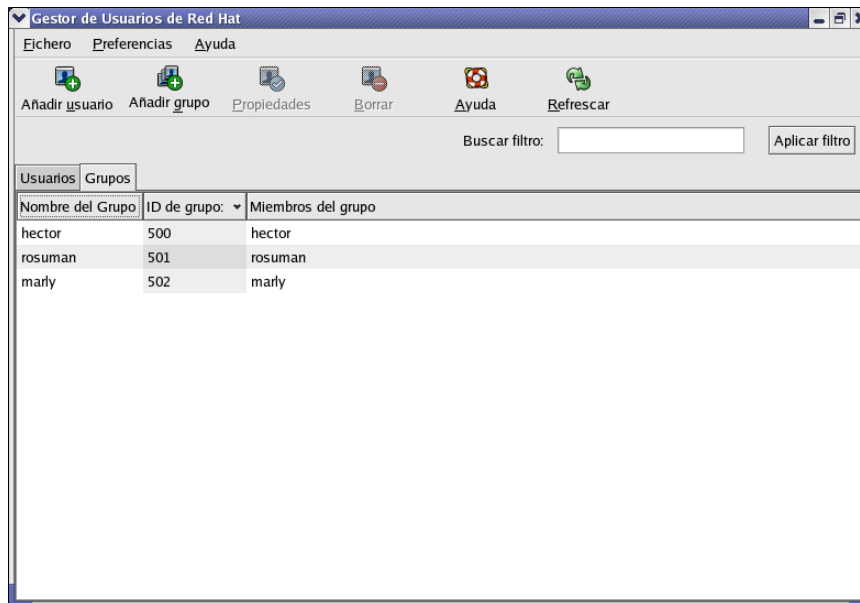 Gestor de Usuarios de Red Hat
Fichero Preferencias Ayuda
Añadir usuario Añadir grupo Propiedades Borrar Ayuda Refrescar
Buscar filtro: Aplicar filtro
Usuarios Grupos
Nombre del Grupo ID de grupo: Miembros del grupo
hector 500 hector
rosuman 501 rosuman
marly 502 marly